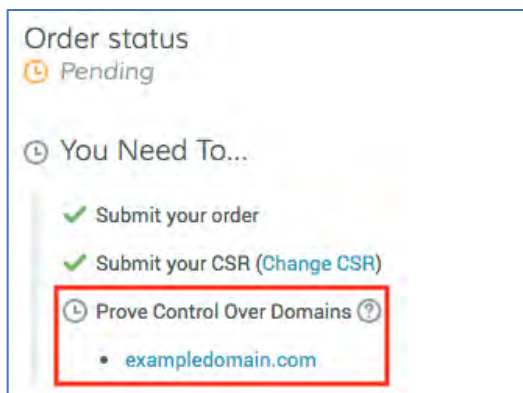 Order status
Pending
You Need To...
Submit your order
Submit your CSR (Change CSR)
Prove Control Over Domains ?
• exampledomain.com